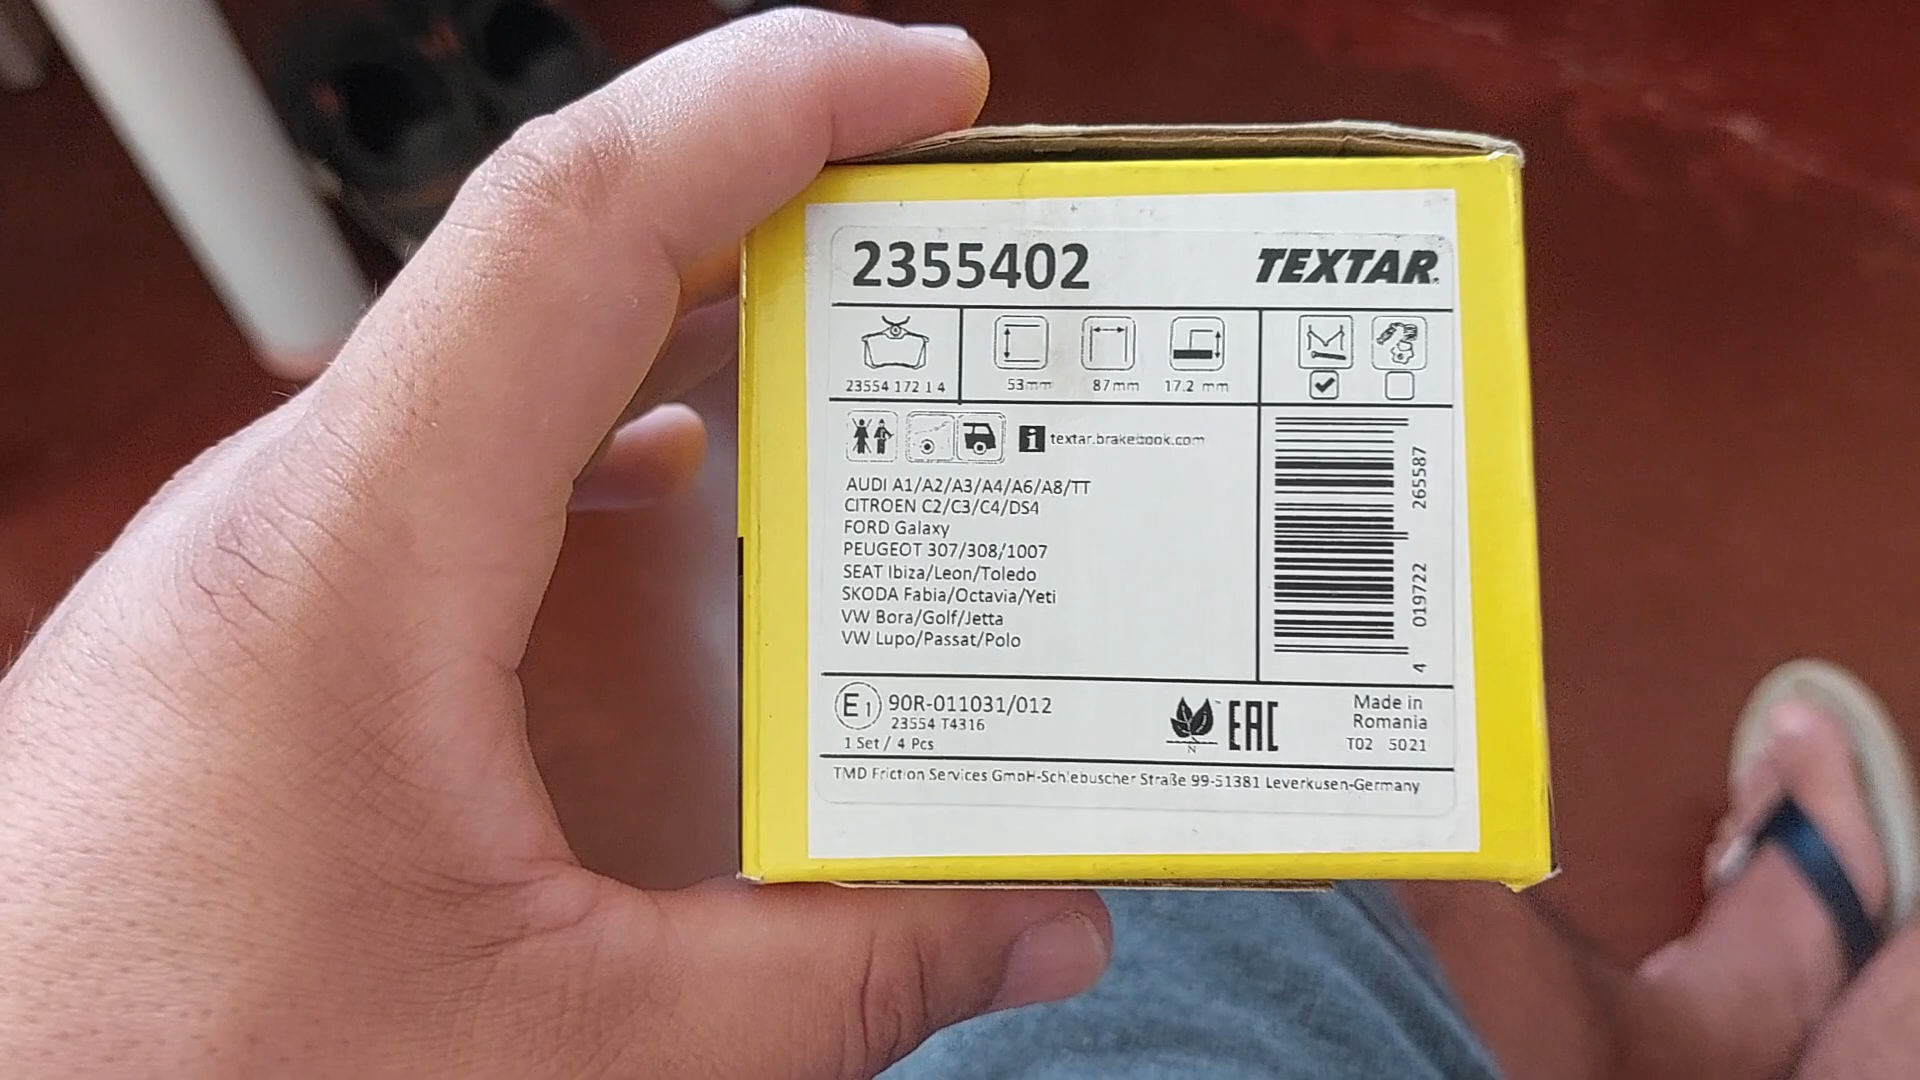 2355402
TEXTAR
23554 172 1 4
53mm
87mm
17.2 mm
i textar.brakebook.com
AUDI A1/A2/A3/A4/A6/A8/TT
CITROEN C2/C3/C4/DS4
FORD Galaxy
PEUGEOT 307/308/1007
SEAT Ibiza/Leon/Toledo
SKODA Fabia/Octavia/Yeti
VW Bora/Golf/Jetta
VW Lupo/Passat/Polo
4 019722 265587
E1 90R-011031/012
23554 T4316
1 Set / 4 Pcs
N
EAC
Made in
Romania
T02 5021
TMD Friction Services GmbH-Schlebuscher Straße 99-51381 Leverkusen-Germany